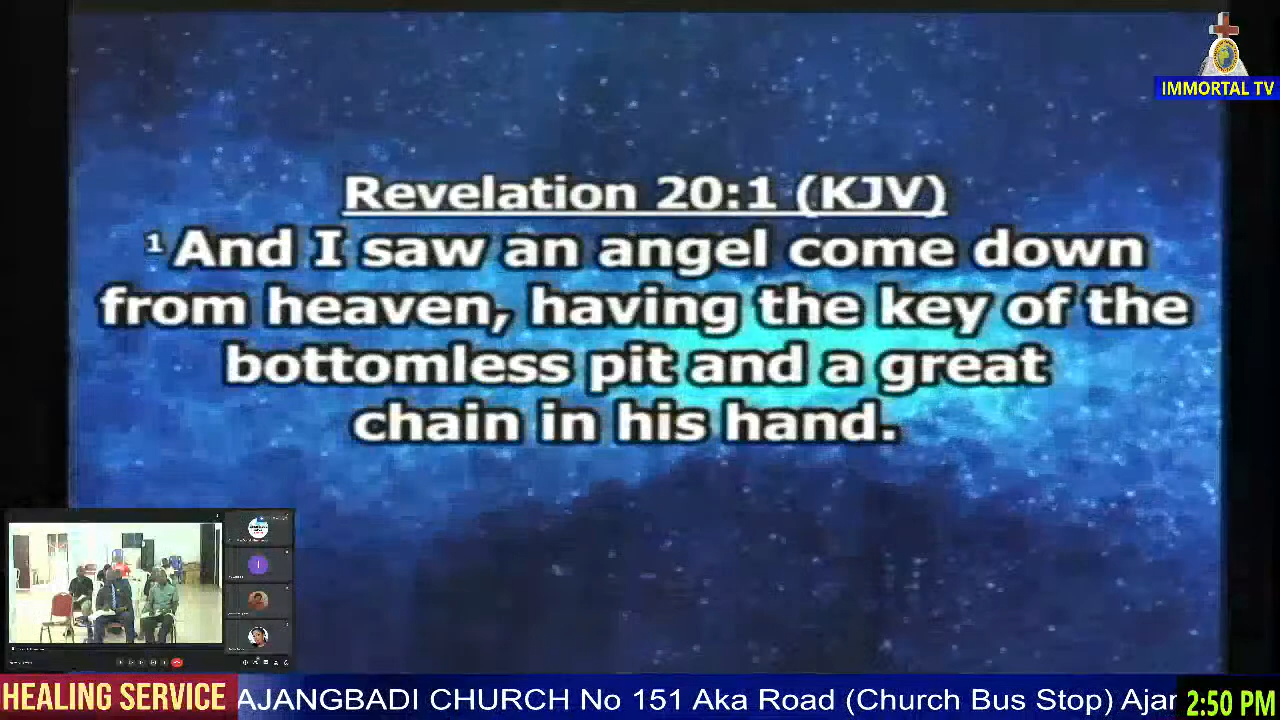 IMMORTAL TV
Revelation 20:1 (KJV)
¹ And I saw an angel come down
from heaven, having the key of the
bottomless pit and a great
chain in his hand.
HEALING SERVICE
AJANGBADI CHURCH No 151 Aka Road (Church Bus Stop) Ajar
2:50 PM